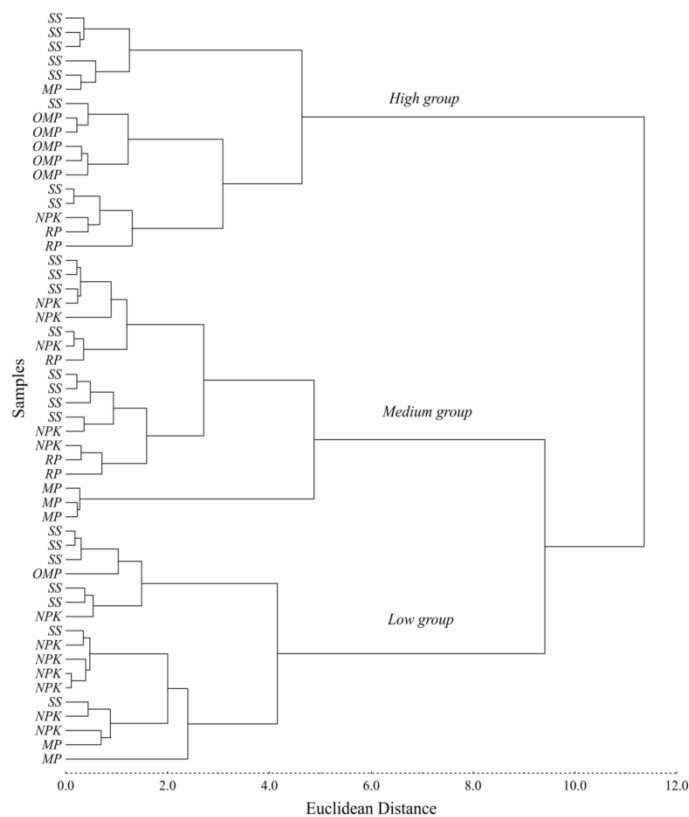 SS
SS
SS
SS
SS
MP
SS
OMP
OMP
OMP
OMP
OMP
SS
SS
NPK
RP
RP
SS
SS
SS
NPK
NPK
SS
NPK
RP
SS
SS
SS
SS
NPK
NPK
RP
RP
MP
MP
MP
SS
SS
SS
OMP
SS
SS
NPK
SS
NPK
NPK
NPK
NPK
SS
NPK
NPK
MP
MP
High group
Medium group
Low group
Samples
0.0 2.0 4.0 6.0 8.0 10.0 12.0
Euclidean Distance